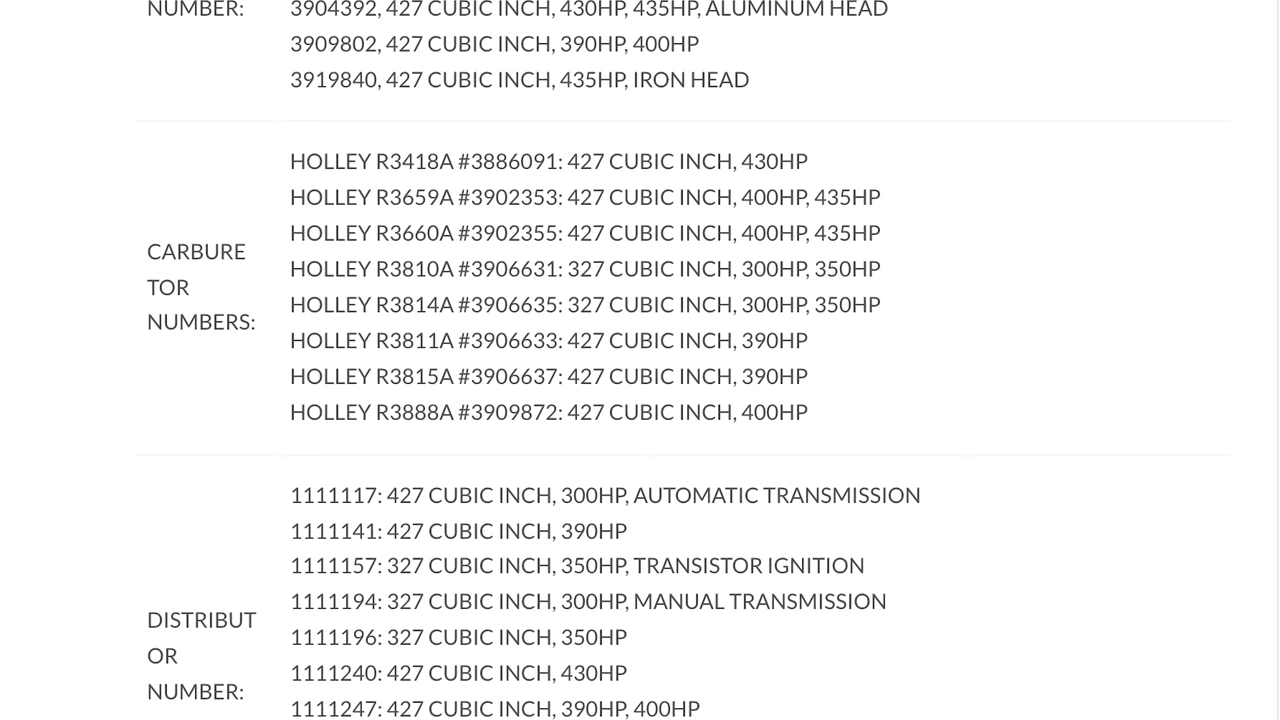 NUMBER:
3904392, 427 CUBIC INCH, 430HP, 435HP, ALUMINUM HEAD
3909802, 427 CUBIC INCH, 390HP, 400HP
3919840, 427 CUBIC INCH, 435HP, IRON HEAD
CARBURE
TOR
NUMBERS:
HOLLEY R3418A #3886091: 427 CUBIC INCH, 430HP
HOLLEY R3659A #3902353: 427 CUBIC INCH, 400HP, 435HP
HOLLEY R3660A #3902355: 427 CUBIC INCH, 400HP, 435HP
HOLLEY R3810A #3906631: 327 CUBIC INCH, 300HP, 350HP
HOLLEY R3814A #3906635: 327 CUBIC INCH, 300HP, 350HP
HOLLEY R3811A #3906633: 427 CUBIC INCH, 390HP
HOLLEY R3815A #3906637: 427 CUBIC INCH, 390HP
HOLLEY R3888A #3909872: 427 CUBIC INCH, 400HP
DISTRIBUT
OR
NUMBER:
1111117: 427 CUBIC INCH, 300HP, AUTOMATIC TRANSMISSION
1111141: 427 CUBIC INCH, 390HP
1111157: 327 CUBIC INCH, 350HP, TRANSISTOR IGNITION
1111194: 327 CUBIC INCH, 300HP, MANUAL TRANSMISSION
1111196: 327 CUBIC INCH, 350HP
1111240: 427 CUBIC INCH, 430HP
1111247: 427 CUBIC INCH, 390HP, 400HP